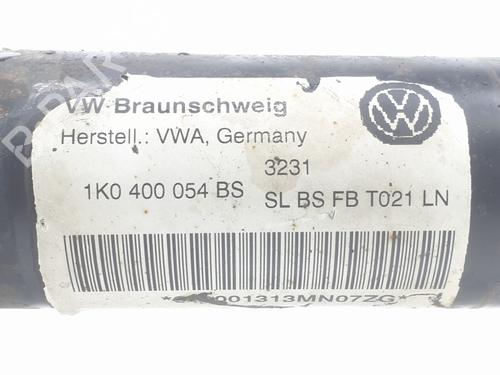 VW Braunschweig
Herstell.: VWA, Germany
3231
1K0 400 054 BS
SL BS FB T021 LN